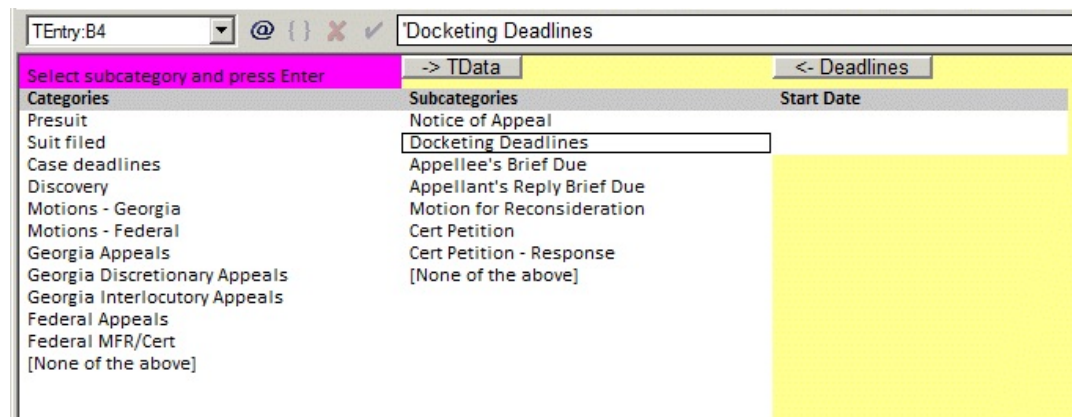 TEntry:B4 @ { } 'Docketing Deadlines
Select subcategory and press Enter -> TData <- Deadlines
Categories Subcategories Start Date
Presuit Notice of Appeal
Suit filed Docketing Deadlines
Case deadlines Appellee's Brief Due
Discovery Appellant's Reply Brief Due
Motions - Georgia Motion for Reconsideration
Motions - Federal Cert Petition
Georgia Appeals Cert Petition - Response
Georgia Discretionary Appeals [None of the above]
Georgia Interlocutory Appeals
Federal Appeals
Federal MFR/Cert
[None of the above]